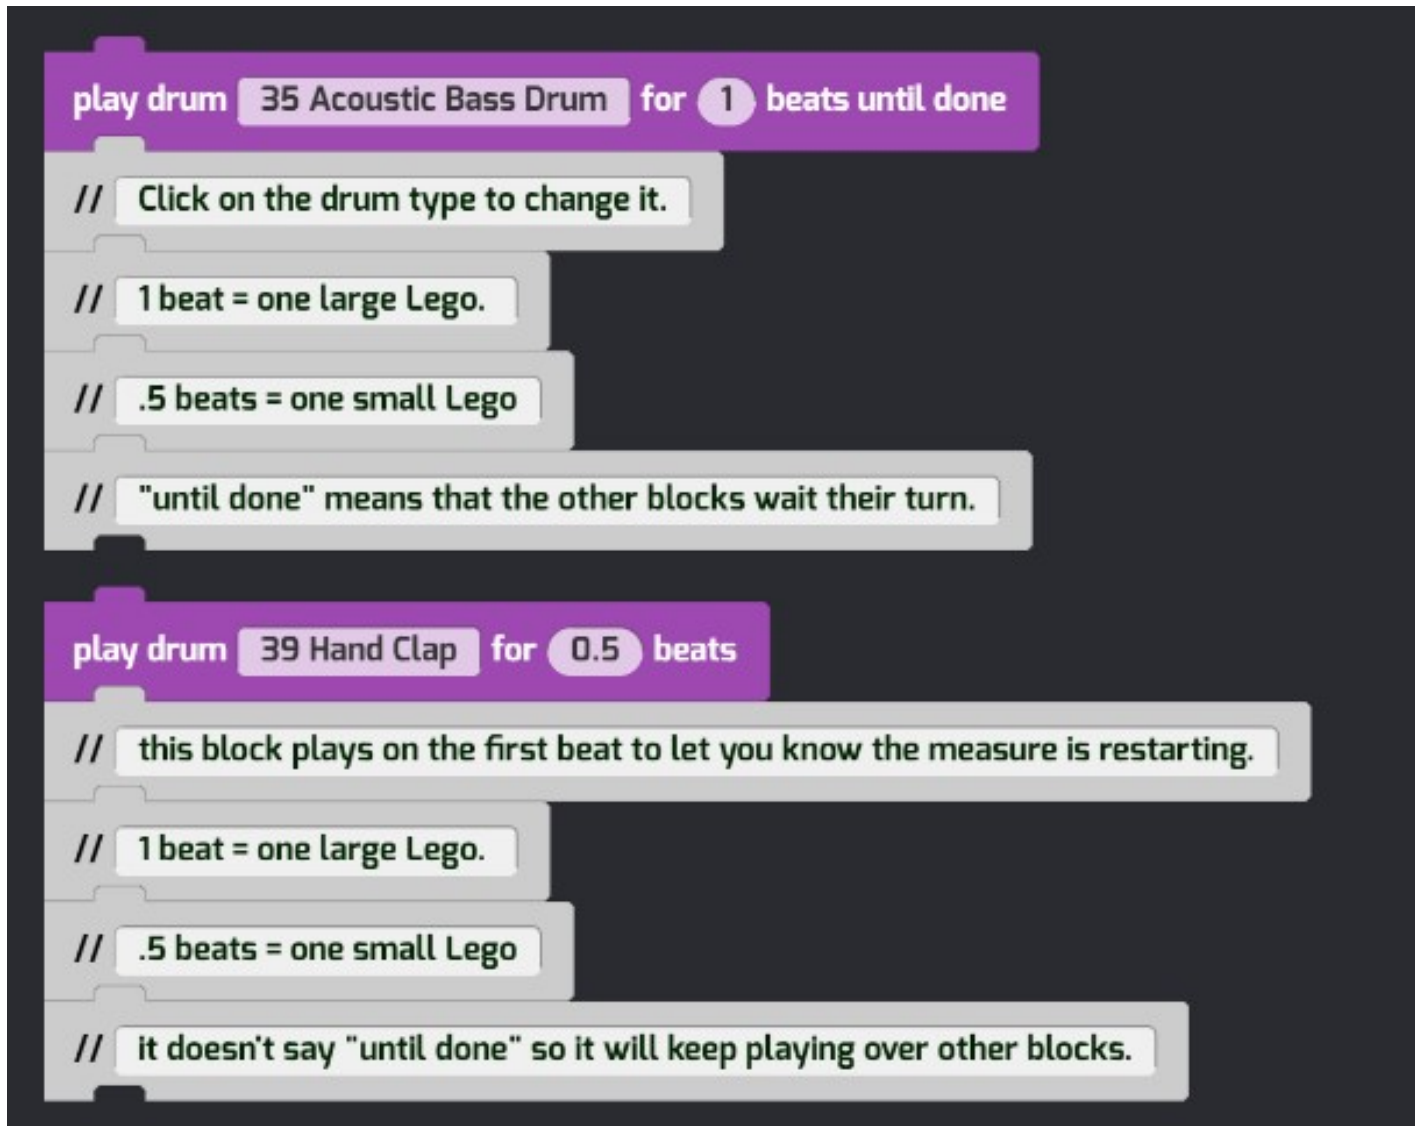 play drum 35 Acoustic Bass Drum for 1 beats until done
// Click on the drum type to change it.
// 1 beat = one large Lego.
// .5 beats = one small Lego
// "until done" means that the other blocks wait their turn.
play drum 39 Hand Clap for 0.5 beats
// this block plays on the first beat to let you know the measure is restarting.
// 1 beat = one large Lego.
// .5 beats = one small Lego
// it doesn't say "until done" so it will keep playing over other blocks.